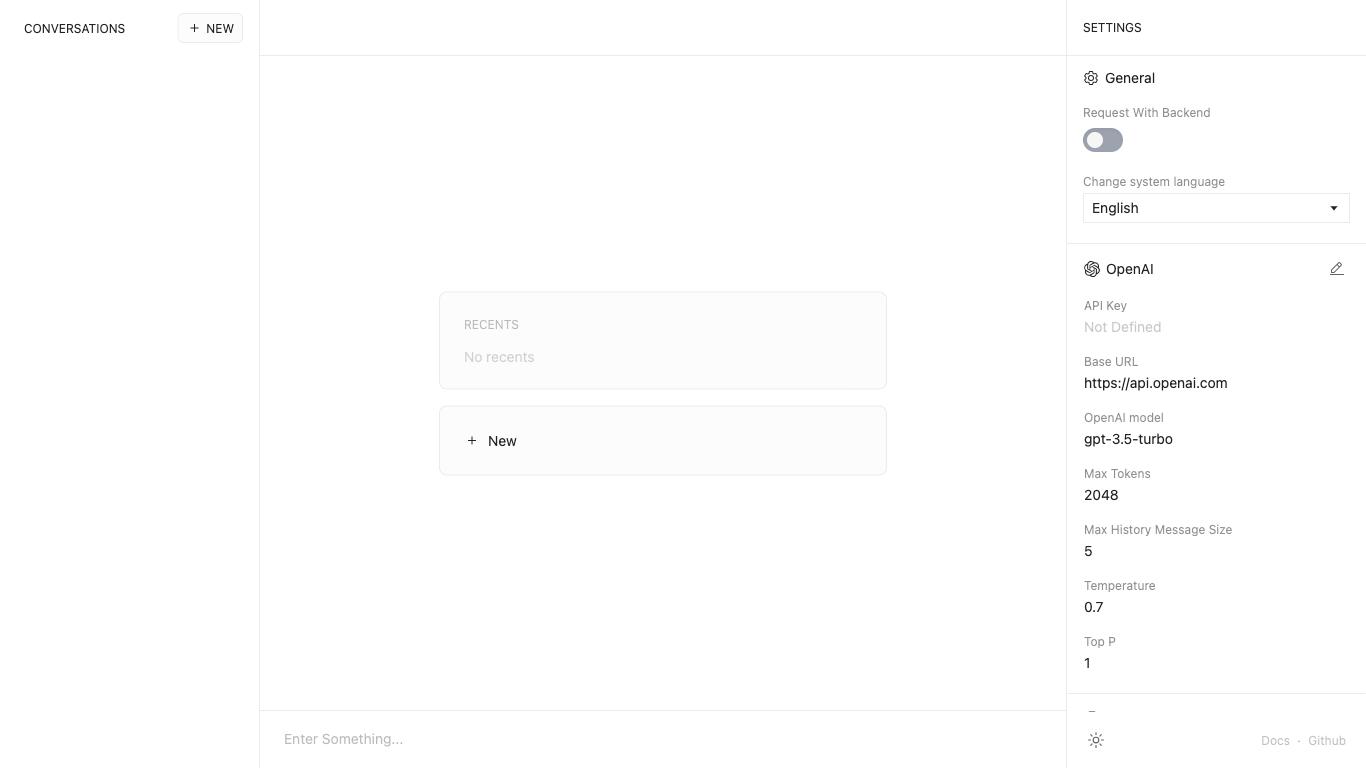 CONVERSATIONS
NEW
RECENTS
No recents
New
Enter Something...
SETTINGS
General
Request With Backend
Change system language
English
OpenAI
API Key
Not Defined
Base URL
https://api.openai.com
OpenAI model
gpt-3.5-turbo
Max Tokens
2048
Max History Message Size
5
Temperature
0.7
Top P
1
Docs · Github